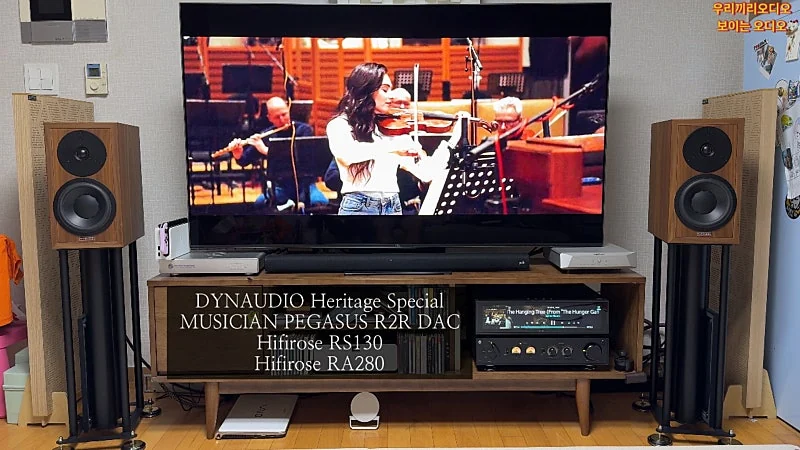 우리끼리오디오
보이는 오디오
DYNAUDIO Heritage Special
MUSICIAN PEGASUS R2R DAC
Hifirose RS130
Hifirose RA280
The Hanging Tree (From "The Hunger Ga